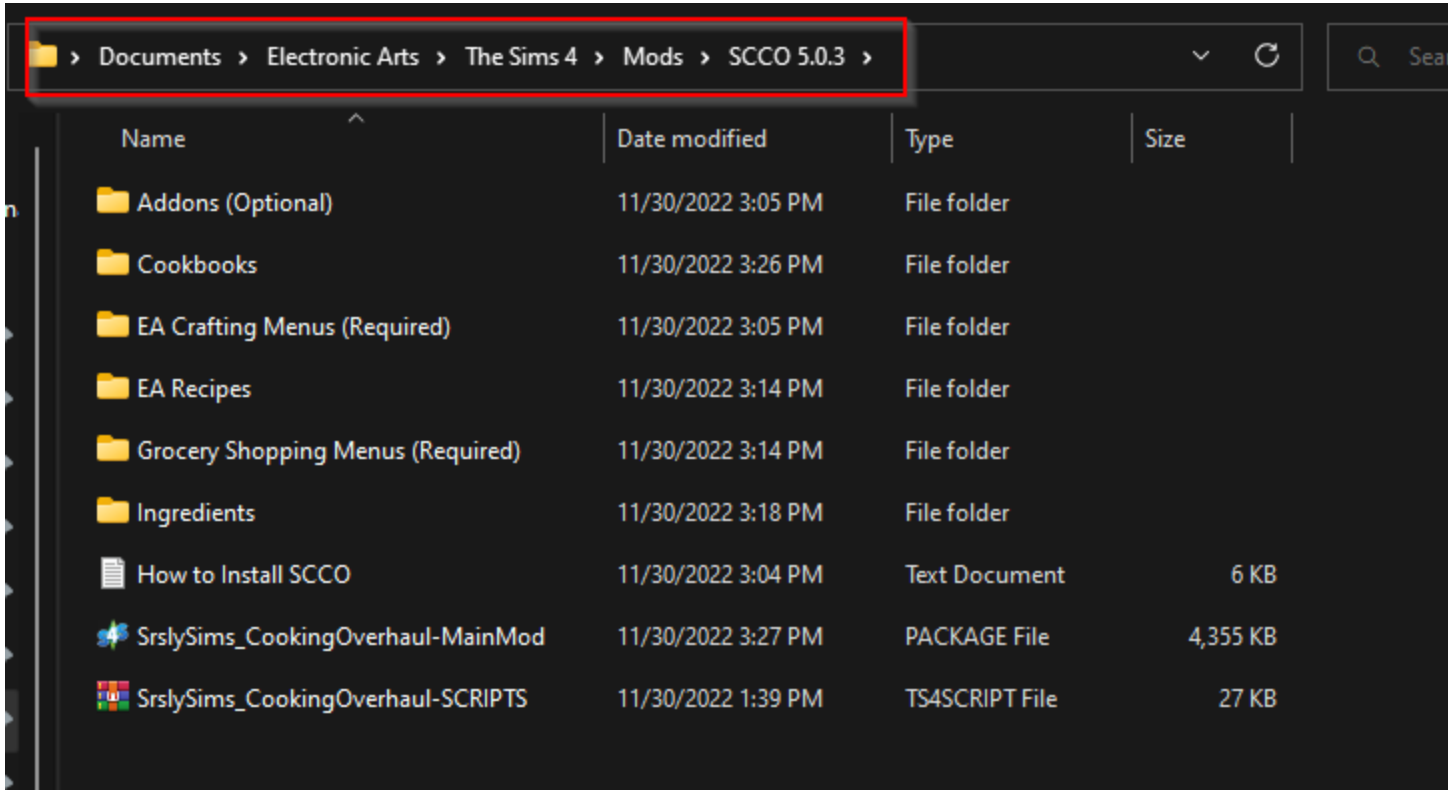 Documents > Electronic Arts > The Sims 4 > Mods > SCCO 5.0.3 >
Name Date modified Type Size
Addons (Optional) 11/30/2022 3:05 PM File folder
Cookbooks 11/30/2022 3:26 PM File folder
EA Crafting Menus (Required) 11/30/2022 3:05 PM File folder
EA Recipes 11/30/2022 3:14 PM File folder
Grocery Shopping Menus (Required) 11/30/2022 3:14 PM File folder
Ingredients 11/30/2022 3:18 PM File folder
How to Install SCCO 11/30/2022 3:04 PM Text Document 6 KB
SrslySims_CookingOverhaul-MainMod 11/30/2022 3:27 PM PACKAGE File 4,355 KB
SrslySims_CookingOverhaul-SCRIPTS 11/30/2022 1:39 PM TS4SCRIPT File 27 KB